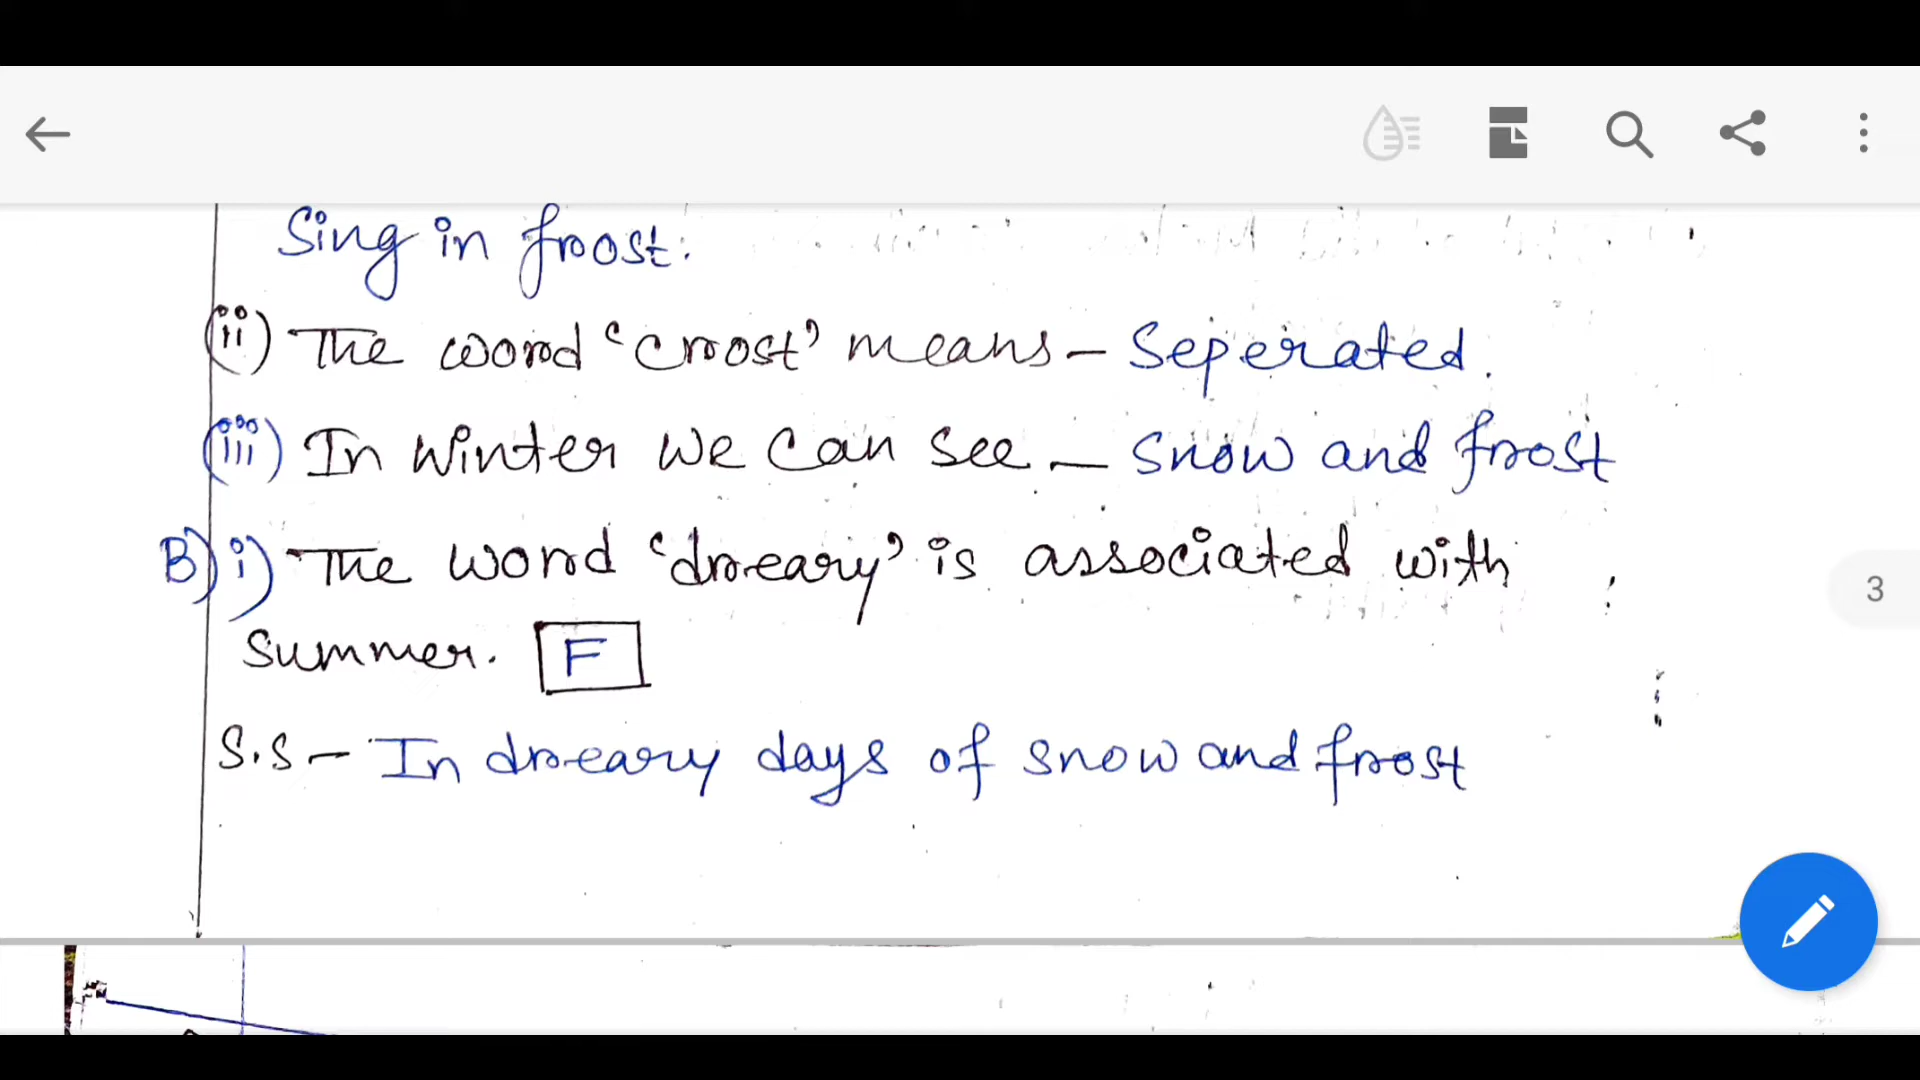 Sing in frost.
(ii) The word 'crost' means - Seperated.
(iii) In Winter we can see - snow and frost
B) i) The word 'dreary' is associated with
3
Summer. F
S.S - In dreary days of snow and frost